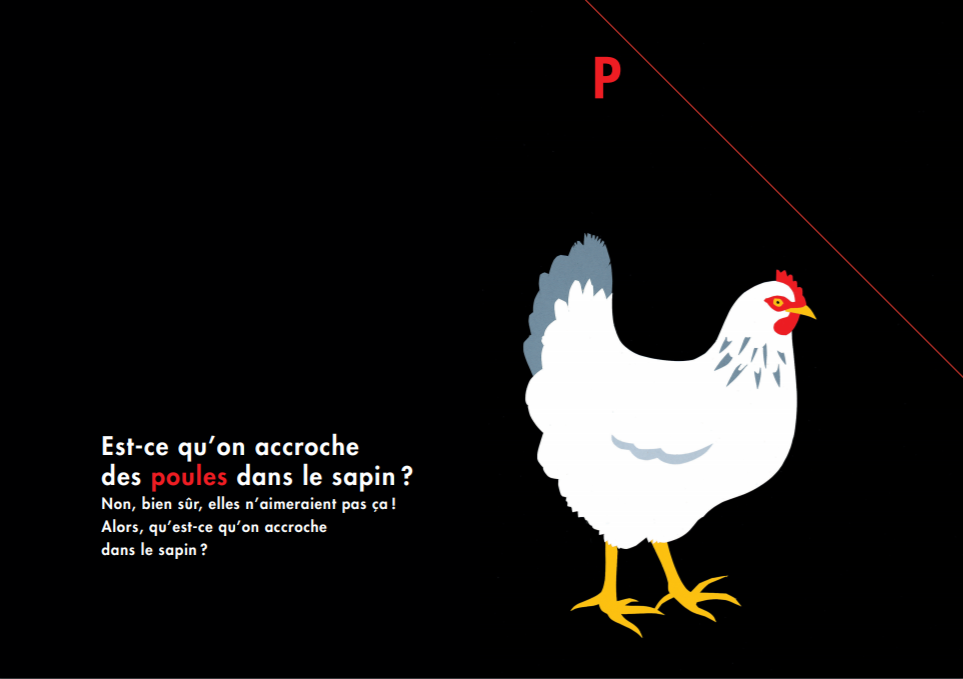 P
Est-ce qu’on accroche
des poules dans le sapin ?
Non, bien sûr, elles n’aimeraient pas ça !
Alors, qu’est-ce qu’on accroche
dans le sapin ?